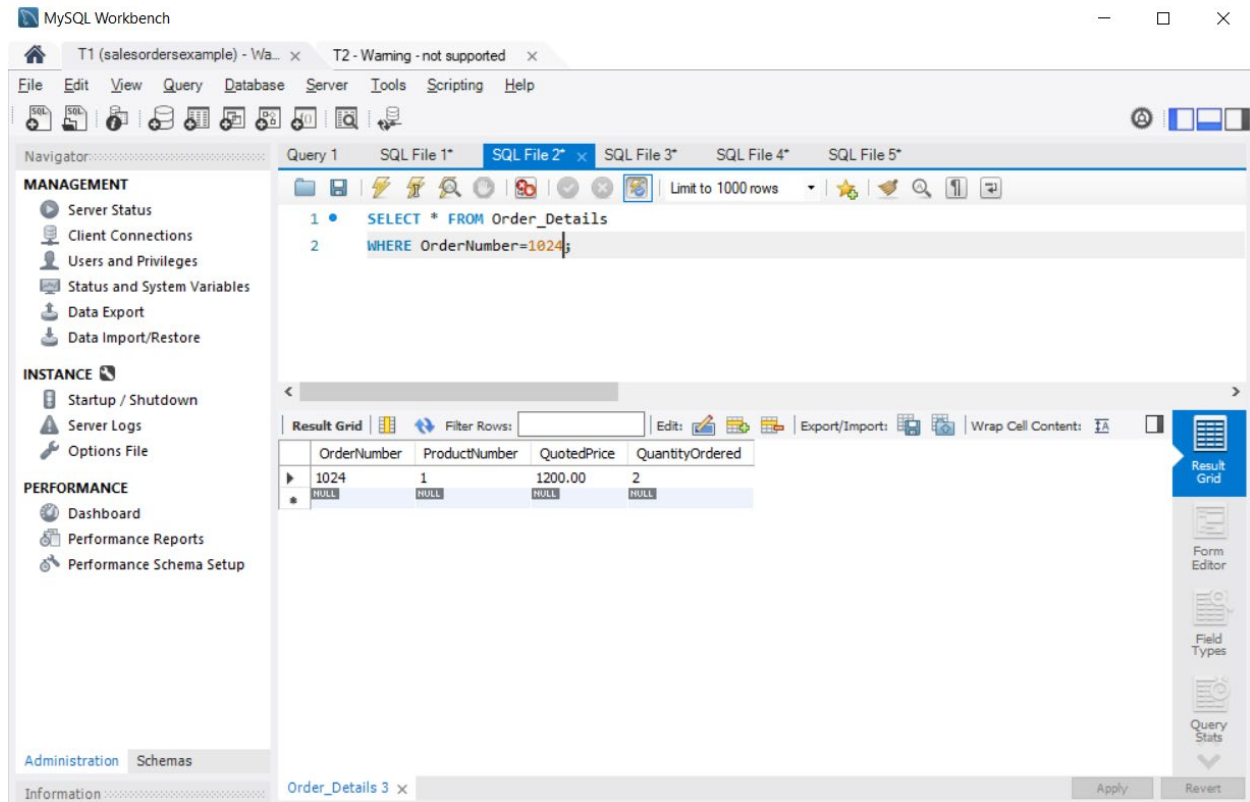 MySQL Workbench
T1 (salesordersexample) - Wa...
T2 - Warning - not supported
File Edit View Query Database Server Tools Scripting Help
Navigator
MANAGEMENT
Server Status
Client Connections
Users and Privileges
Status and System Variables
Data Export
Data Import/Restore
INSTANCE
Startup / Shutdown
Server Logs
Options File
PERFORMANCE
Dashboard
Performance Reports
Performance Schema Setup
Administration Schemas
Information
Query 1 SQL File 1* SQL File 2* SQL File 3* SQL File 4* SQL File 5*
Limit to 1000 rows
1 SELECT * FROM Order_Details
2 WHERE OrderNumber=1024;
Result Grid Filter Rows: Edit: Export/Import: Wrap Cell Content:
OrderNumber ProductNumber QuotedPrice QuantityOrdered
1024 1 1200.00 2
NULL NULL NULL NULL
Result
Grid
Form
Editor
Field
Types
Query
Stats
Order_Details 3
Apply Revert